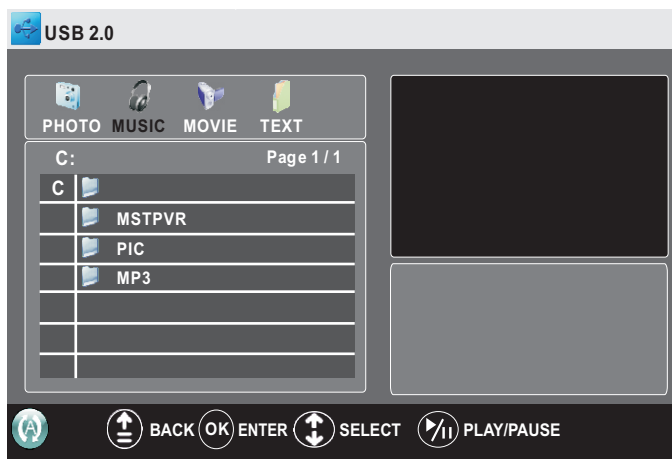 USB 2.0
PHOTO MUSIC MOVIE TEXT
C: Page 1 / 1
C
MSTPVR
PIC
MP3
A BACK OK ENTER SELECT PLAY/PAUSE